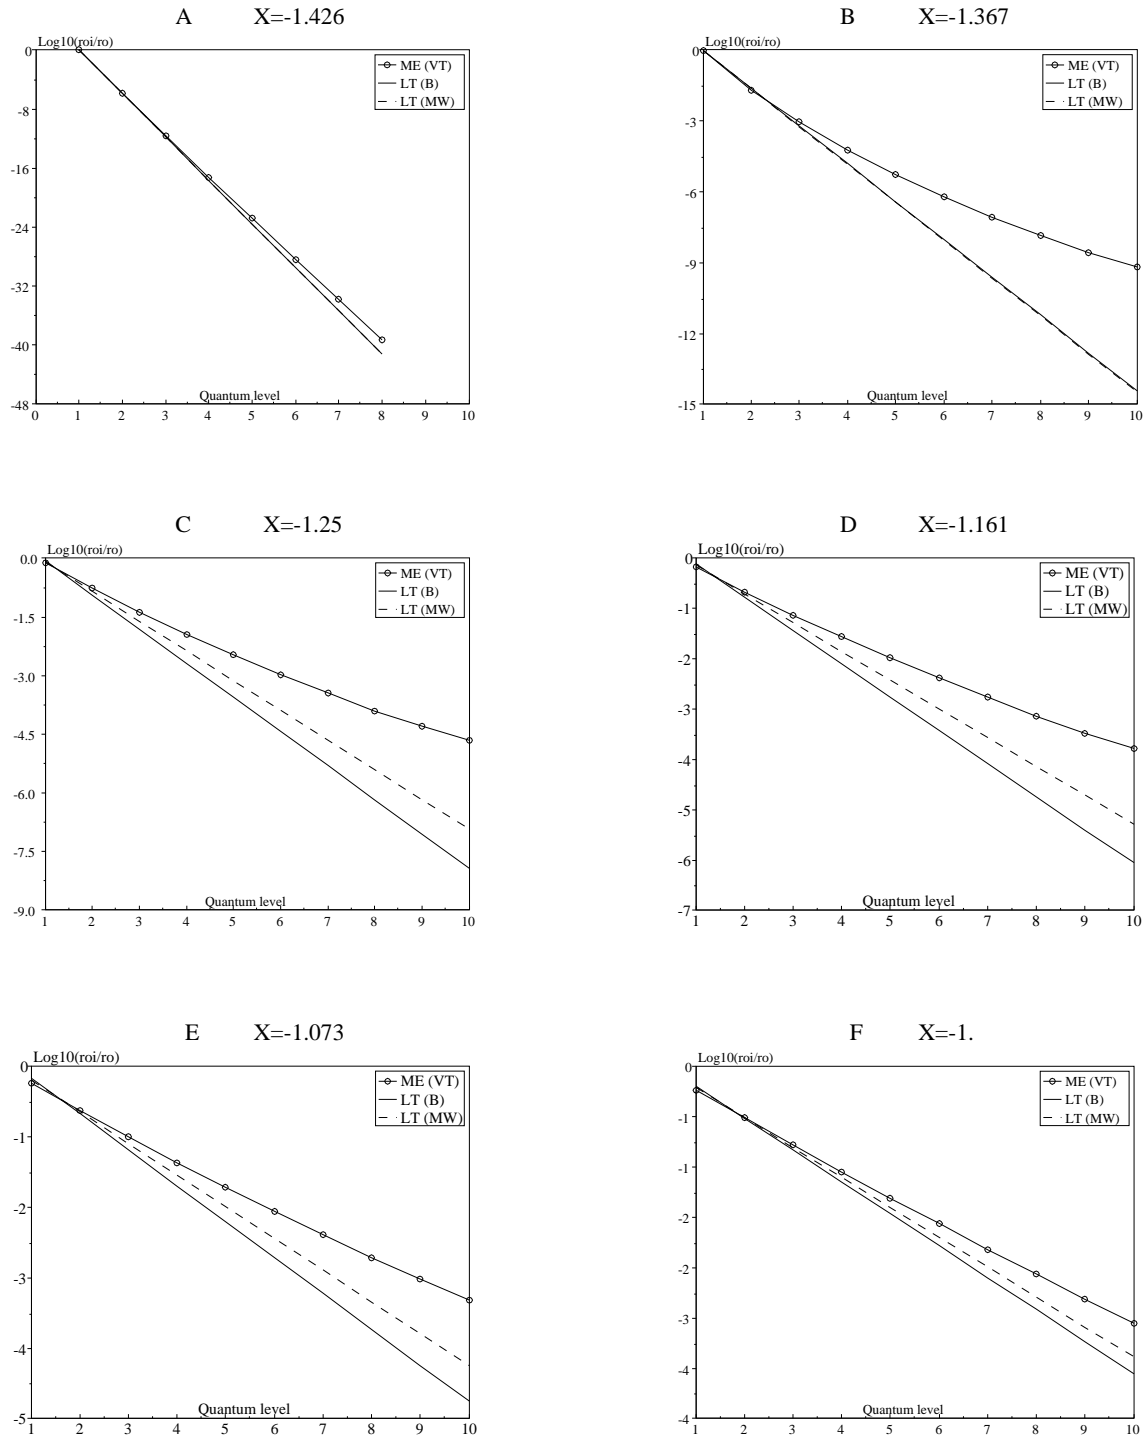 A X=-1.426
Log10(roi/ro)
ME (VT)
LT (B)
LT (MW)
0
-8
-16
-24
-32
-40
-48
Quantum level
0 1 2 3 4 5 6 7 8 9 10
B X=-1.367
Log10(roi/ro)
ME (VT)
LT (B)
LT (MW)
0
-3
-6
-9
-12
-15
Quantum level
1 2 3 4 5 6 7 8 9 10
C X=-1.25
Log10(roi/ro)
ME (VT)
LT (B)
LT (MW)
0.0
-1.5
-3.0
-4.5
-6.0
-7.5
-9.0
Quantum level
1 2 3 4 5 6 7 8 9 10
D X=-1.161
Log10(roi/ro)
ME (VT)
LT (B)
LT (MW)
0
-1
-2
-3
-4
-5
-6
-7
Quantum level
1 2 3 4 5 6 7 8 9 10
E X=-1.073
Log10(roi/ro)
ME (VT)
LT (B)
LT (MW)
0
-1
-2
-3
-4
-5
Quantum level
1 2 3 4 5 6 7 8 9 10
F X=-1.
Log10(roi/ro)
ME (VT)
LT (B)
LT (MW)
0
-1
-1
-2
-2
-3
-4
-4
Quantum level
1 2 3 4 5 6 7 8 9 10